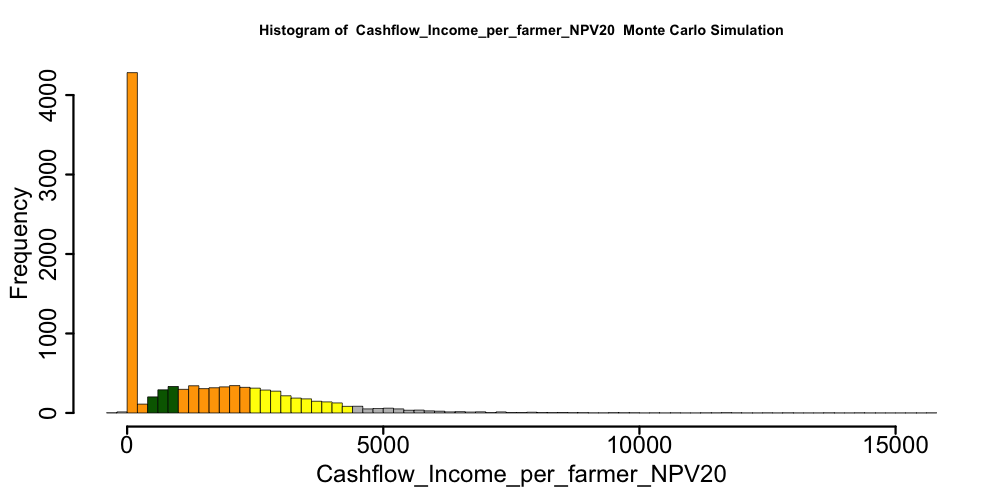 Histogram of  Cashflow_Income_per_farmer_NPV20  Monte Carlo Simulation
Frequency
4000
3000
2000
1000
0
0 5000 10000 15000
Cashflow_Income_per_farmer_NPV20